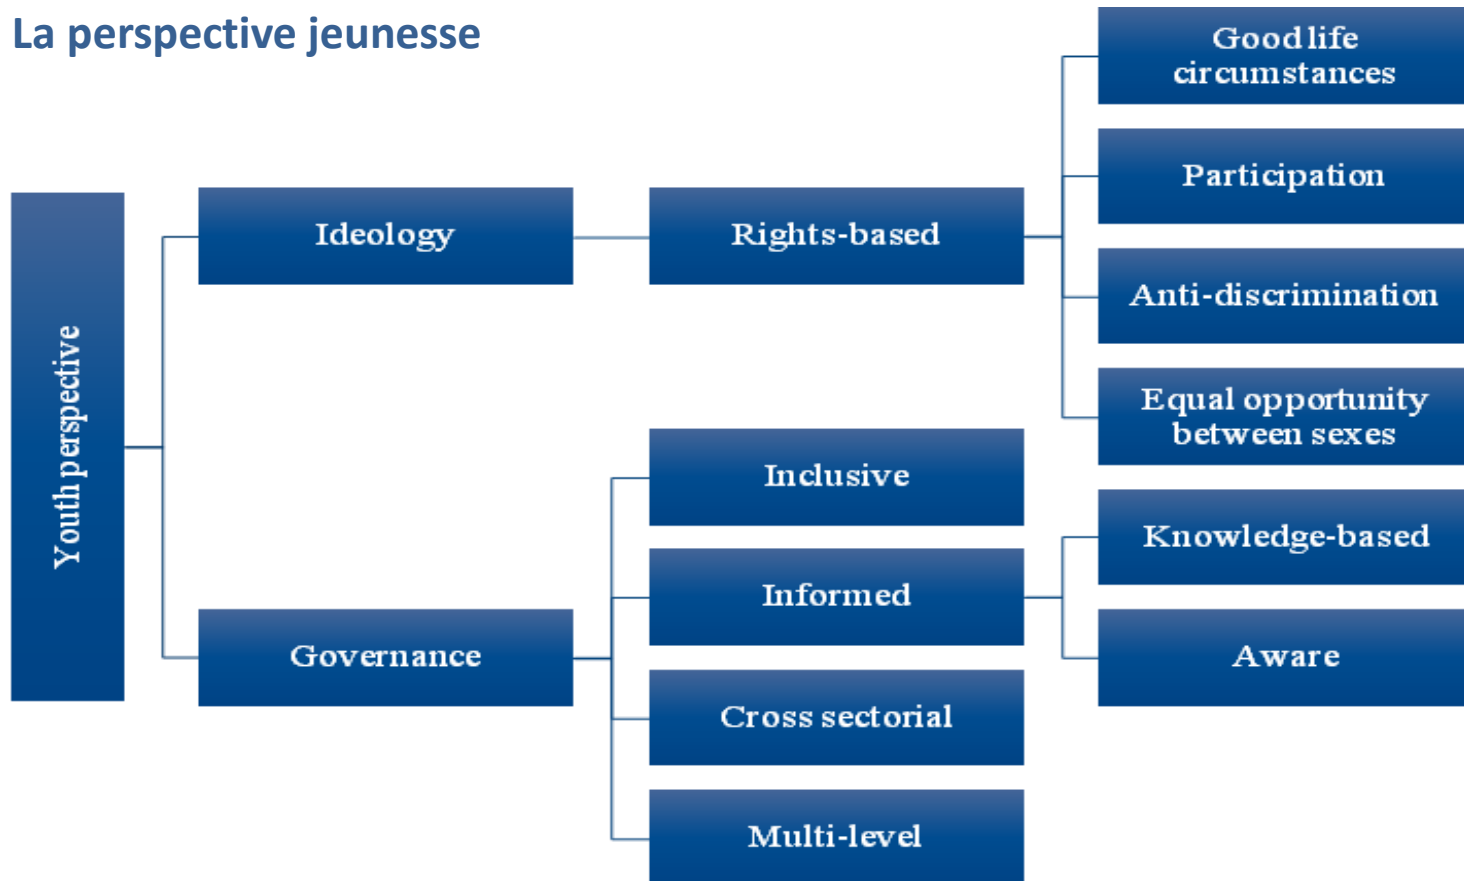 La perspective jeunesse
Youth perspective
Ideology
Rights-based
Good life
circumstances
Participation
Anti-discrimination
Equal opportunity
between sexes
Governance
Inclusive
Informed
Knowledge-based
Aware
Cross sectorial
Multi-level